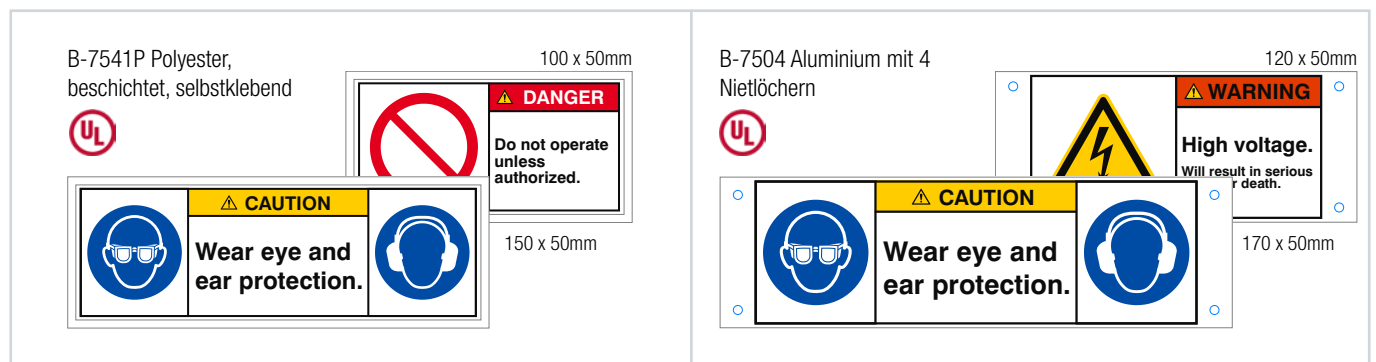 B-7541P Polyester,
beschichtet, selbstklebend
UL
100 x 50mm
DANGER
Do not operate
unless
authorized.
CAUTION
Wear eye and
ear protection.
150 x 50mm
B-7504 Aluminium mit 4
Nietlöchern
UL
120 x 50mm
WARNING
High voltage.
Will result in serious
death.
CAUTION
Wear eye and
ear protection.
170 x 50mm